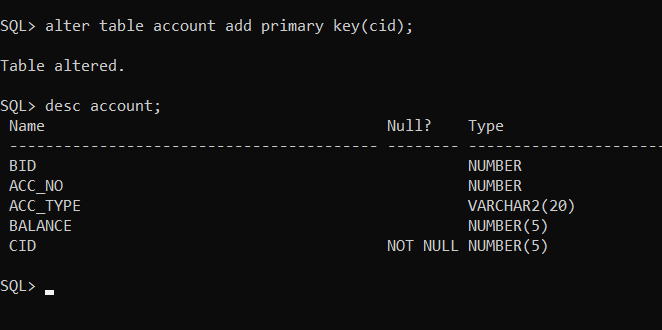 SQL> alter table account add primary key(cid);
Table altered.
SQL> desc account;
Name Null? Type
----------------------------------------- -------- ----------------------
BID NUMBER
ACC_NO NUMBER
ACC_TYPE VARCHAR2(20)
BALANCE NUMBER(5)
CID NOT NULL NUMBER(5)
SQL>